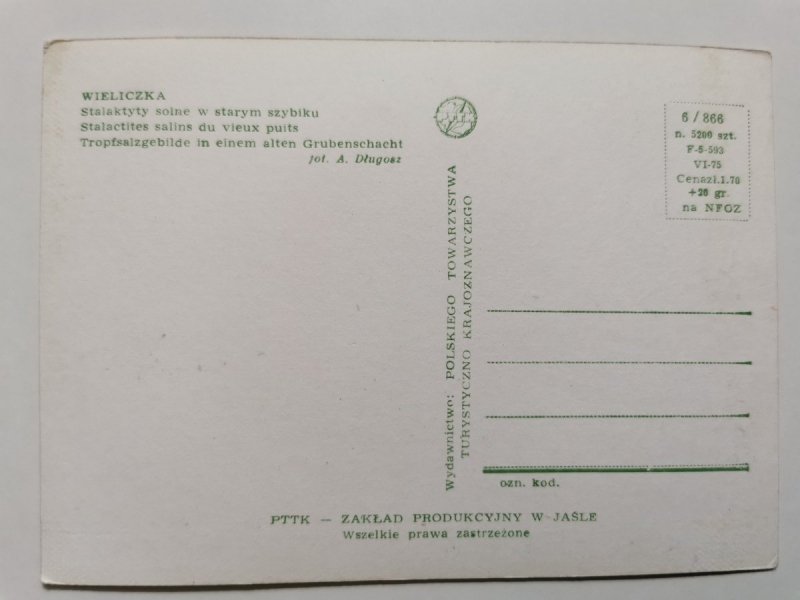 WIELICZKA
Stalaktyty solne w starym szybiku
Stalactites salins du vieux puits
Tropfsalzgebilde in einem alten Grubenschacht
fot. A. Długosz
6 / 866
n. 5200 szt.
F-5-593
VI-75
Cenazł.1.70
+20 gr.
na NFOZ
Wydawnictwo: POLSKIEGO TOWARZYSTWA
TURYSTYCZNO KRAJOZNAWCZEGO
ozn. kod.
PTTK — ZAKŁAD PRODUKCYJNY W JAŚLE
Wszelkie prawa zastrzeżone